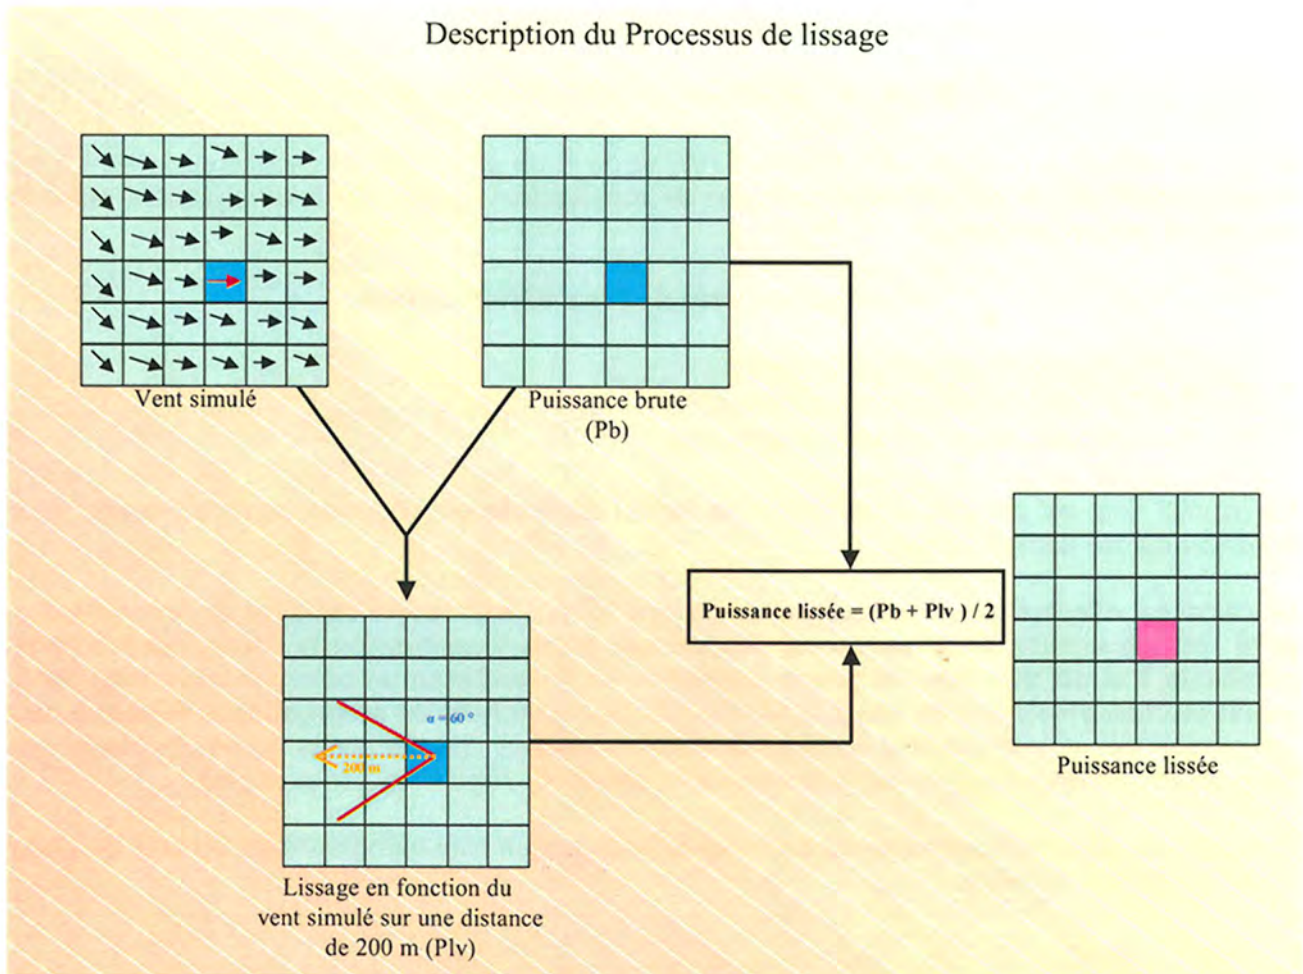 Description du Processus de lissage
Vent simulé
Puissance brute
(Pb)
Puissance lissée = (Pb + Plv ) / 2
α = 60 °
200 m
Puissance lissée
Lissage en fonction du
vent simulé sur une distance
de 200 m (Plv)